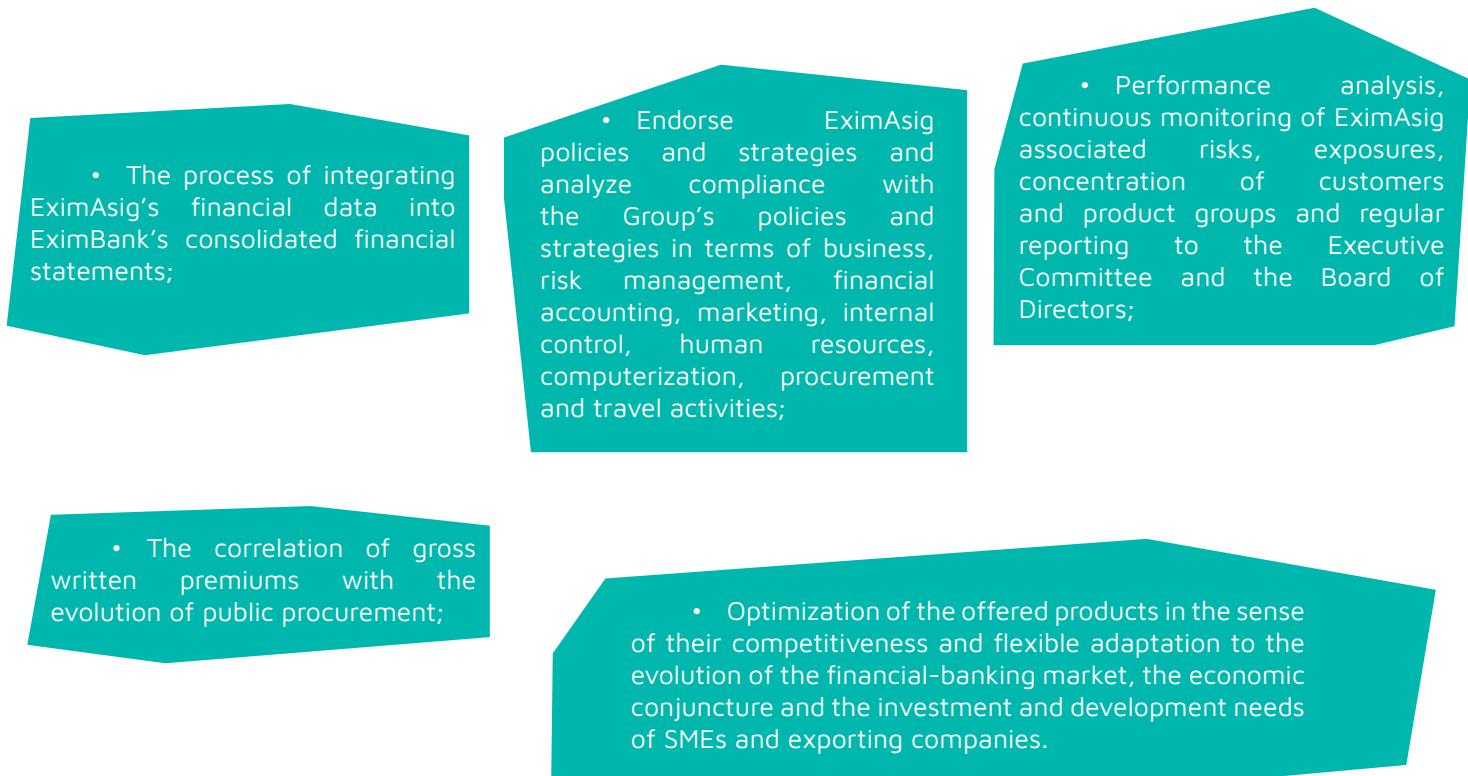 • The process of integrating
EximAsig’s financial data into
EximBank’s consolidated financial
statements;
• Endorse EximAsig
policies and strategies and
analyze compliance with
the Group’s policies and
strategies in terms of business,
risk management, financial
accounting, marketing, internal
control, human resources,
computerization, procurement
and travel activities;
• Performance analysis,
continuous monitoring of EximAsig
associated risks, exposures,
concentration of customers
and product groups and regular
reporting to the Executive
Committee and the Board of
Directors;
• The correlation of gross
written premiums with the
evolution of public procurement;
• Optimization of the offered products in the sense
of their competitiveness and flexible adaptation to the
evolution of the financial-banking market, the economic
conjuncture and the investment and development needs
of SMEs and exporting companies.